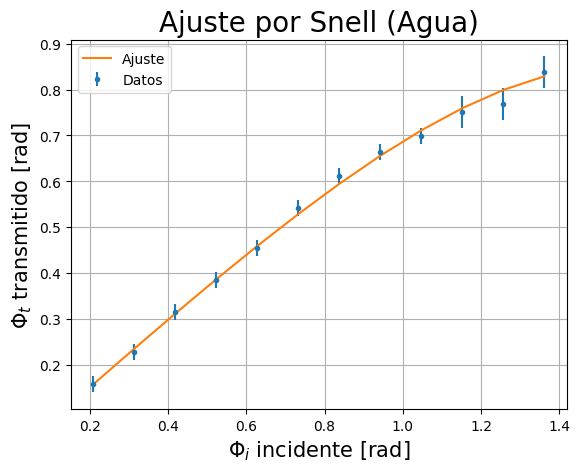 Ajuste por Snell (Agua)
Ajuste
Datos
0.9
0.8
0.7
0.6
0.5
0.4
0.3
0.2
Φt transmitido [rad]
0.2 0.4 0.6 0.8 1.0 1.2 1.4
Φi incidente [rad]